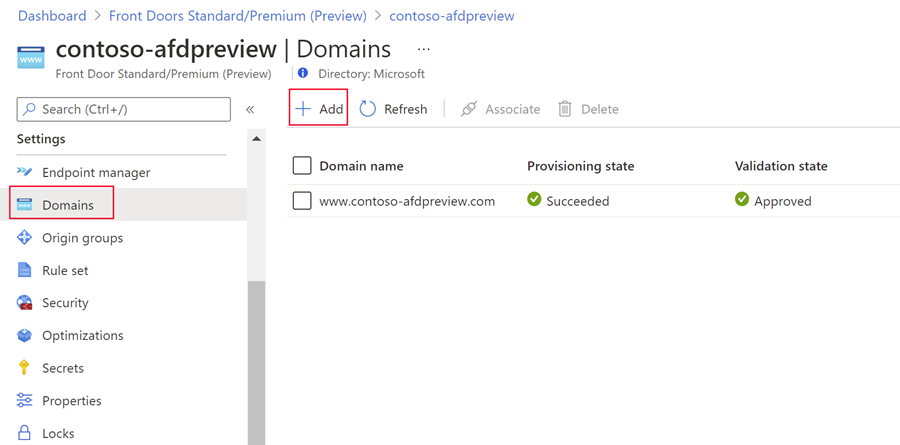 Dashboard > Front Doors Standard/Premium (Preview) > contoso-afdpreview
www
contoso-afdpreview | Domains ...
Front Door Standard/Premium (Preview) | Directory: Microsoft
Search (Ctrl+/) «
+ Add Refresh Associate Delete
Settings
Endpoint manager
Domains
Origin groups
Rule set
Security
Optimizations
Secrets
Properties
Locks
Domain name Provisioning state Validation state
www.contoso-afdpreview.com Succeeded Approved